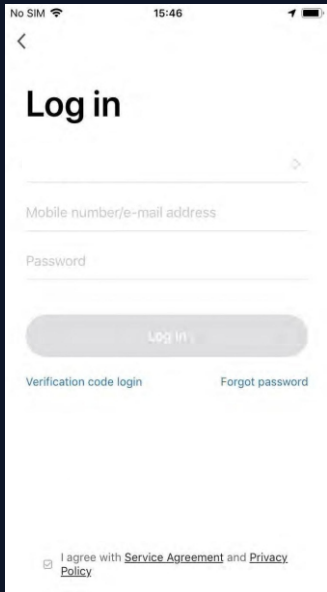 No SIM 15:46
Log in
Mobile number/e-mail address
Password
Log in
Verification code login Forgot password
I agree with Service Agreement and Privacy
Policy